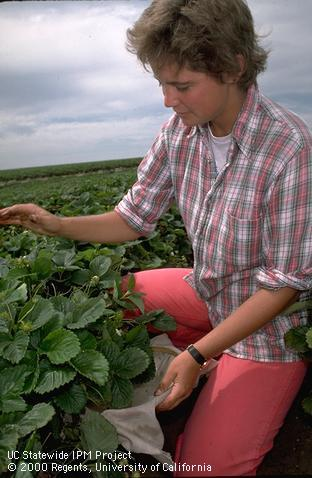 UC Statewide IPM Project
© 2000 Regents, University of California